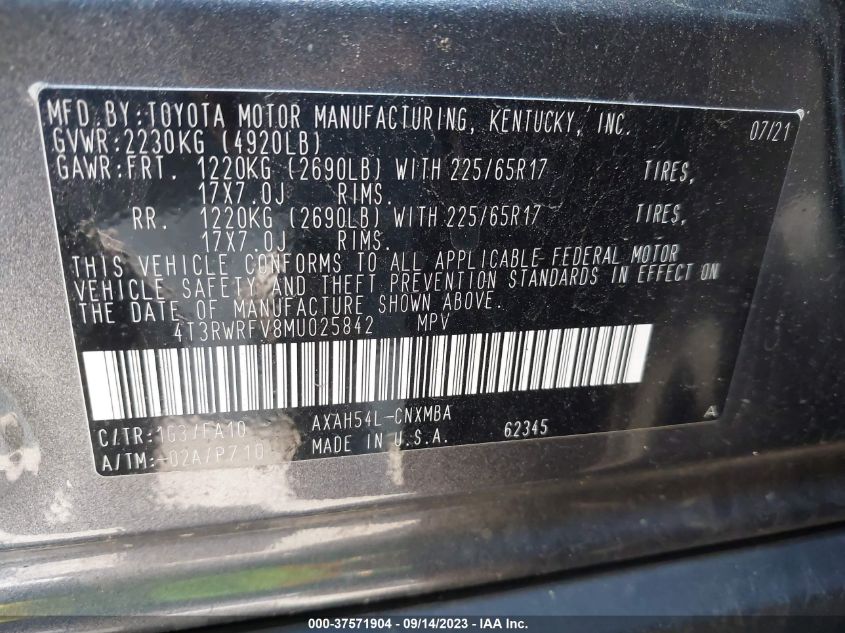 MFD BY:TOYOTA MOTOR MANUFACTURING, KENTUCKY, INC. 07/21
GVWR:2230KG (4920LB)
GAWR:FRT. 1220KG (2690LB) WITH 225/65R17 TIRES,
17X7.0J RIMS.
RR. 1220KG (2690LB) WITH 225/65R17 TIRES,
17X7.0J RIMS.
THIS VEHICLE CONFORMS TO ALL APPLICABLE FEDERAL MOTOR
VEHICLE SAFETY AND THEFT PREVENTION STANDARDS IN EFFECT ON
THE DATE OF MANUFACTURE SHOWN ABOVE.
4T3RWRFV8MU025842 MPV
C/TR:1G3/FA10 AXAH54L-CNXMBA A
A/TM:-02A/P710 MADE IN U.S.A. 62345
000-37571904 - 09/14/2023 - IAA Inc.